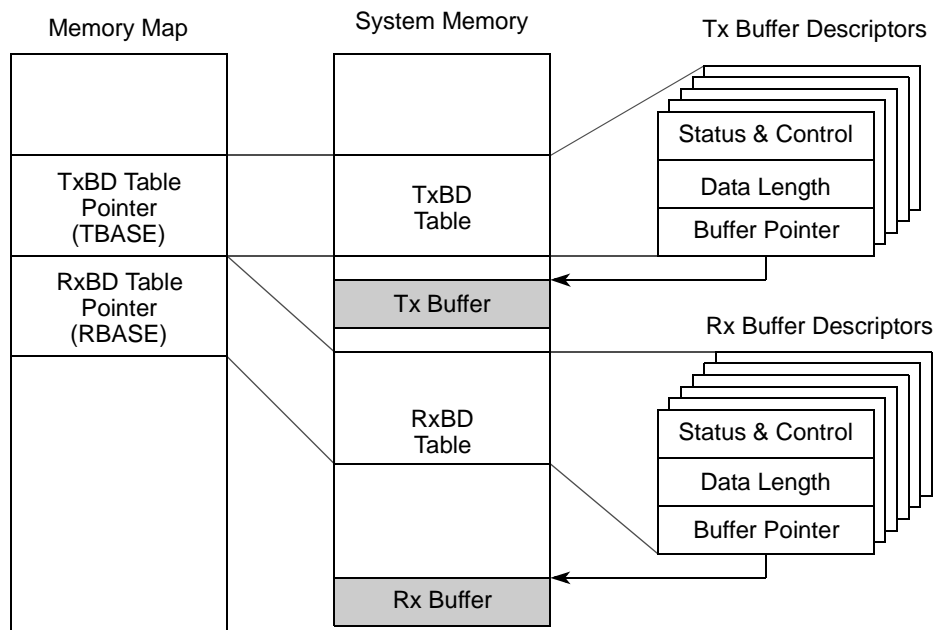 Memory Map
System Memory
Tx Buffer Descriptors
TxBD Table
Pointer
(TBASE)
RxBD Table
Pointer
(RBASE)
TxBD
Table
Tx Buffer
RxBD
Table
Rx Buffer
Status & Control
Data Length
Buffer Pointer
Rx Buffer Descriptors
Status & Control
Data Length
Buffer Pointer